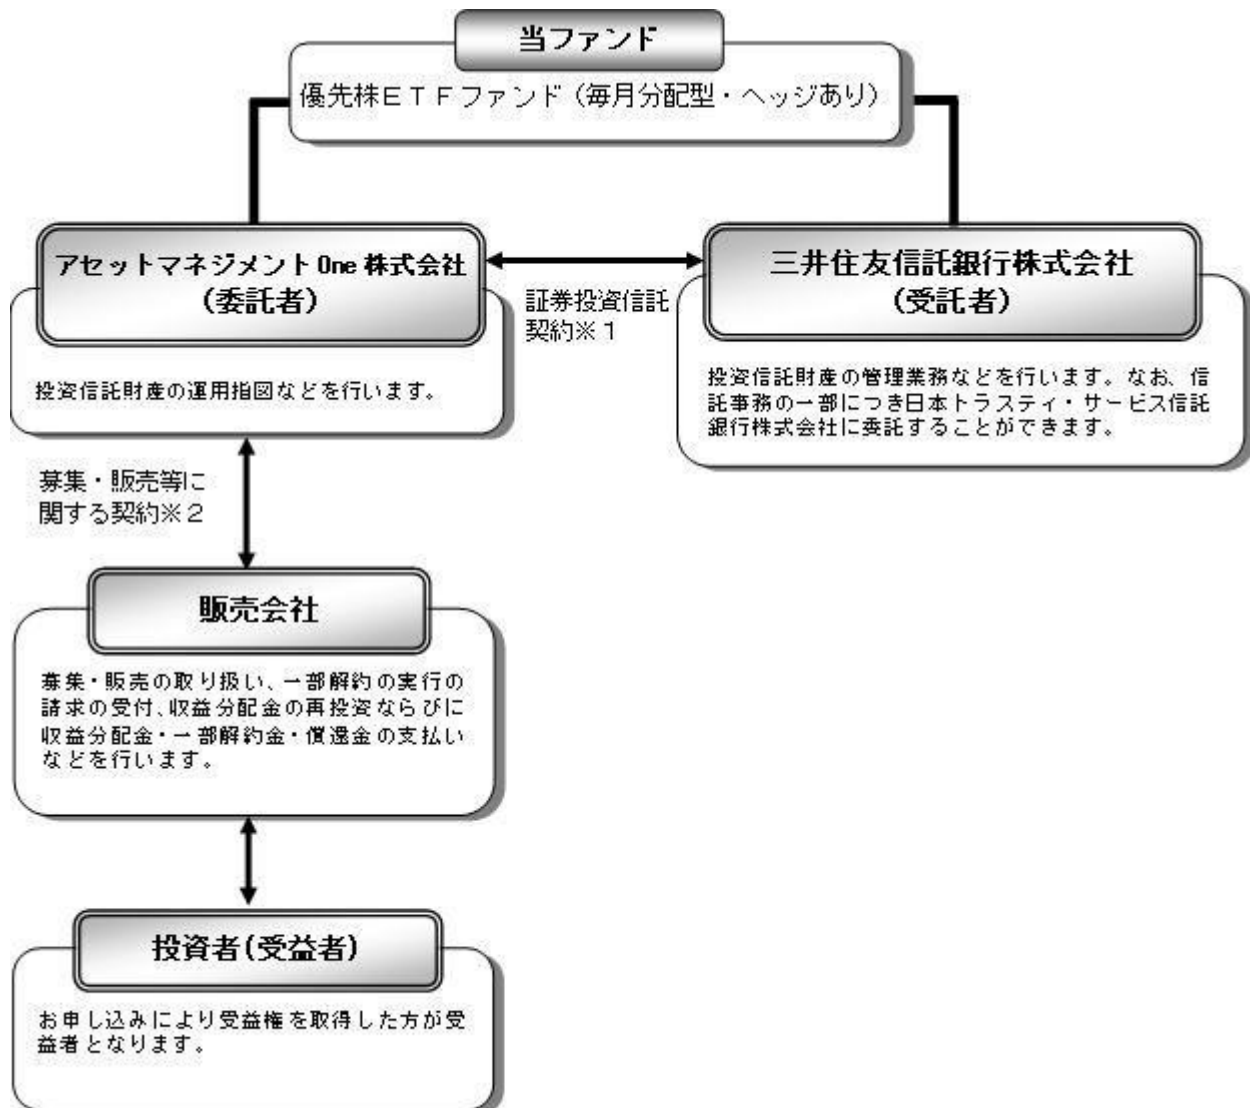 当ファンド
優先株ETFファンド（毎月分配型・ヘッジあり）
アセットマネジメントOne 株式会社
（委託者）
投資信託財産の運用指図などを行います。
証券投資信託
契約※１
三井住友信託銀行株式会社
（受託者）
投資信託財産の管理業務などを行います。なお、信
託事務の一部につき日本トラスティ・サービス信託
銀行株式会社に委託することができます。
募集・販売等に
関する契約※２
販売会社
募集・販売の取り扱い、一部解約の実行の
請求の受付、収益分配金の再投資ならびに
収益分配金・一部解約金・償還金の支払い
などを行います。
投資者(受益者)
お申し込みにより受益権を取得した方が受
益者となります。